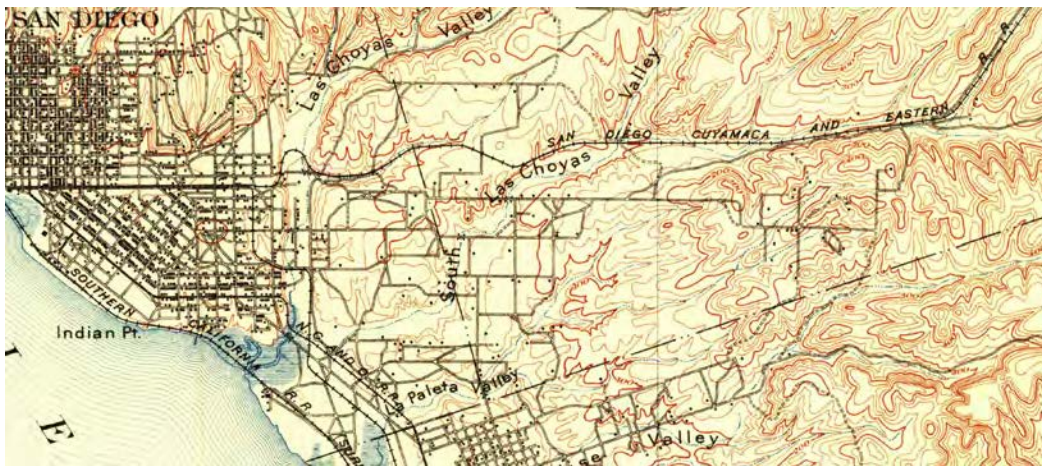 SAN DIEGO
Las Choyas Valley
Valley
R. R.
SAN DIEGO CUYAMACA AND EASTERN
Las Choyas
South
SOUTHERN CALIFORNIA R.R.
Indian Pt.
N.C. AND O.R.R.
Paleta Valley
Valley
E